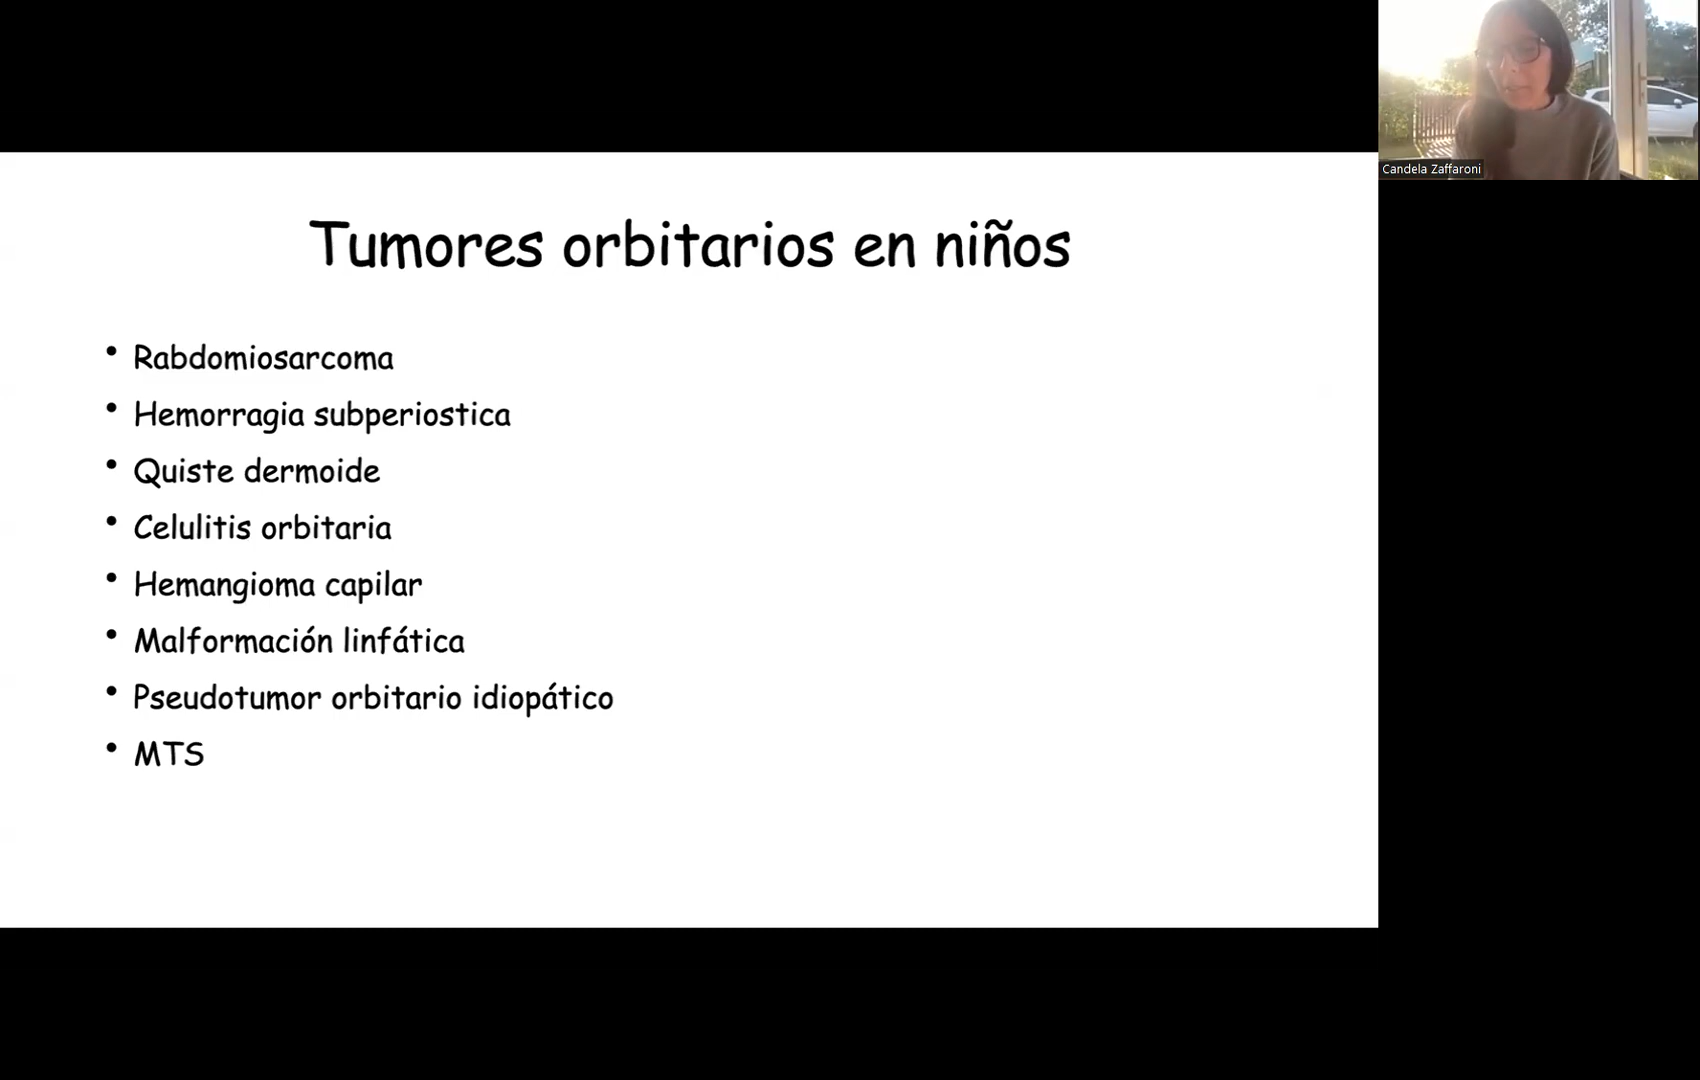 Candela Zaffaroni
Tumores orbitarios en niños
• Rabdomiosarcoma
• Hemorragia subperiostica
• Quiste dermoide
• Celulitis orbitaria
• Hemangioma capilar
• Malformación linfática
• Pseudotumor orbitario idiopático
• MTS